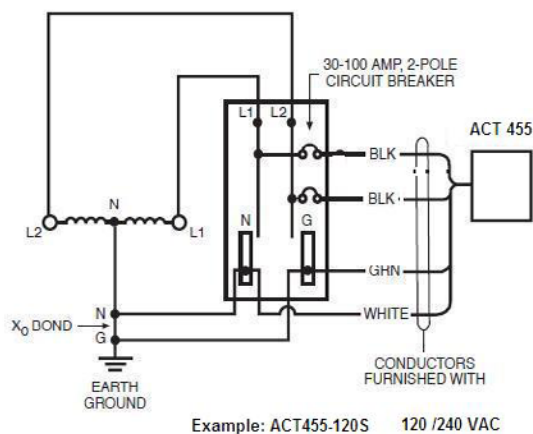 30-100 AMP, 2-POLE
CIRCUIT BREAKER
L1
L2
ACT 455
BLK
BLK
N
L2
L1
N
G
GHN
WHITE
N
X0 BOND
G
EARTH
GROUND
CONDUCTORS
FURNISHED WITH
Example: ACT455-120S 120 /240 VAC